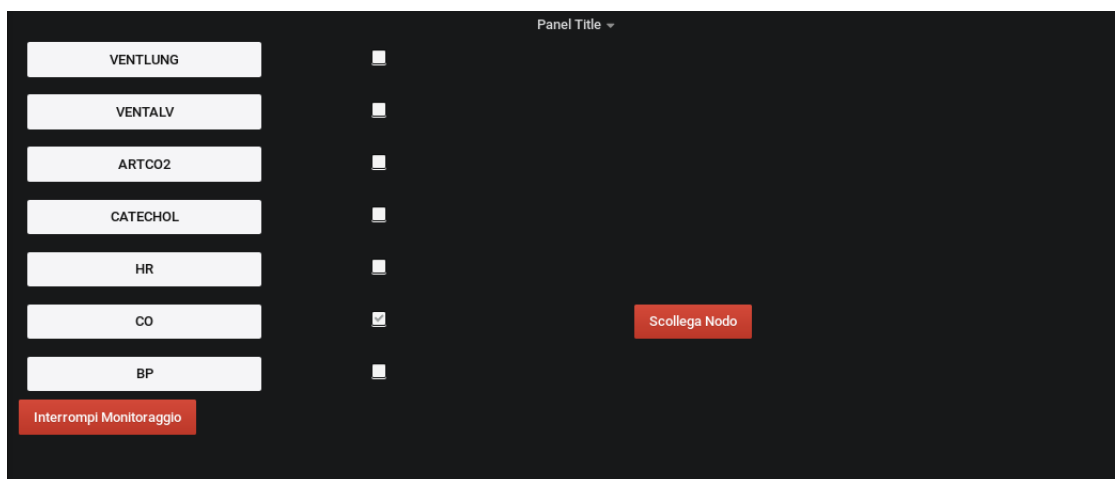 Panel Title
VENTLUNG
VENTALV
ARTCO2
CATECHOL
HR
CO
Scollega Nodo
BP
Interrompi Monitoraggio